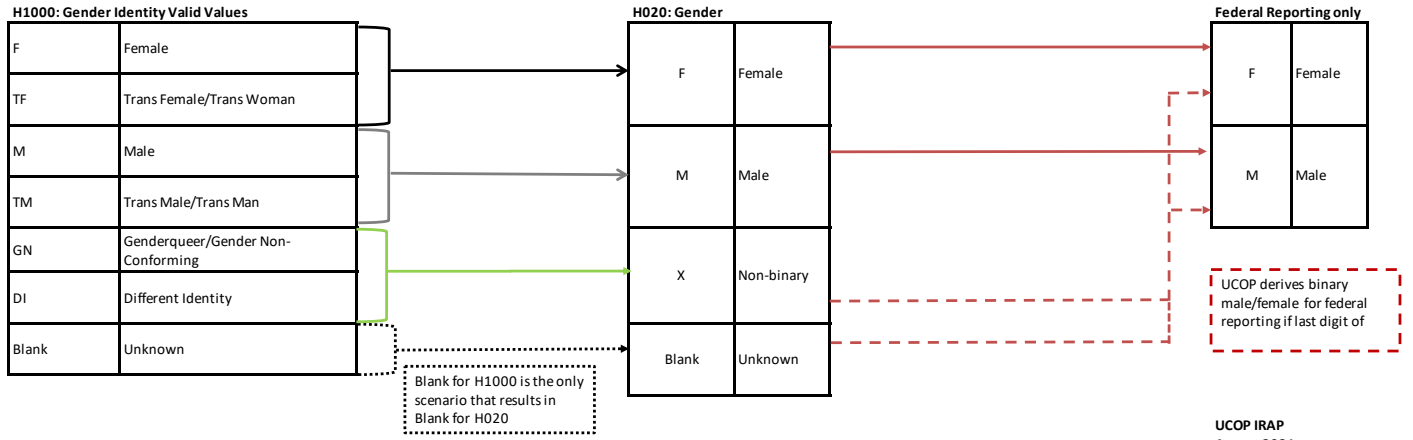 H1000: Gender Identity Valid Values
F Female
TF Trans Female/Trans Woman
M Male
TM Trans Male/Trans Man
GN Genderqueer/Gender Non-
Conforming
DI Different Identity
Blank Unknown
Blank for H1000 is the only
scenario that results in
Blank for H020
H020: Gender
F Female
M Male
X Non-binary
Blank Unknown
Federal Reporting only
F Female
M Male
UCOP derives binary
male/female for federal
reporting if last digit of
UCOP IRAP